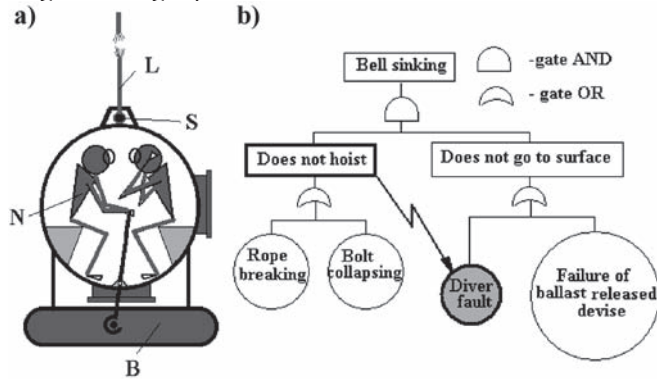 a)
L
S
N
B
b)
Bell sinking
-gate AND
- gate OR
Does not hoist
Does not go to surface
Rope
breaking
Bolt
collapsing
Diver
fault
Failure of
ballast released
devise